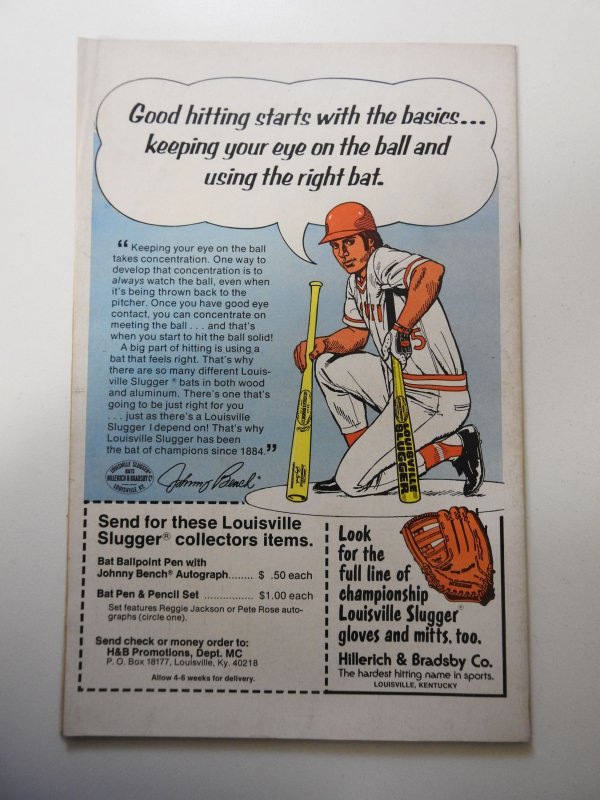 Good hitting starts with the basics...
keeping your eye on the ball and
using the right bat.
“ Keeping your eye on the ball
takes concentration. One way to
develop that concentration is to
always watch the ball, even when
it's being thrown back to the
pitcher. Once you have good eye
contact, you can concentrate on
meeting the ball . . . and that's
when you start to hit the ball solid!
A big part of hitting is using a
bat that feels right. That's why
there are so many different Louis-
ville Slugger ® bats in both wood
and aluminum. There's one that's
going to be just right for you
. . . just as there's a Louisville
Slugger I depend on! That's why
Louisville Slugger has been
the bat of champions since 1884.”
LOUISVILLE SLUGGER
BATS
HILLERICH & BRADSBY Co
LOUISVILLE, KY.
Johnny Bench
5
LOUISVILLE
SLUGGER
Send for these Louisville
Slugger® collectors items.
Bat Ballpoint Pen with
Johnny Bench® Autograph........ $ .50 each
Bat Pen & Pencil Set ................ $1.00 each
Set features Reggie Jackson or Pete Rose auto-
graphs (circle one).
Send check or money order to:
H&B Promotions, Dept. MC
P. O. Box 18177, Louisville, Ky. 40218
Allow 4-6 weeks for delivery.
Look
for the
full line of
championship
Louisville Slugger®
gloves and mitts, too.
Hillerich & Bradsby Co.
The hardest hitting name in sports.
LOUISVILLE, KENTUCKY